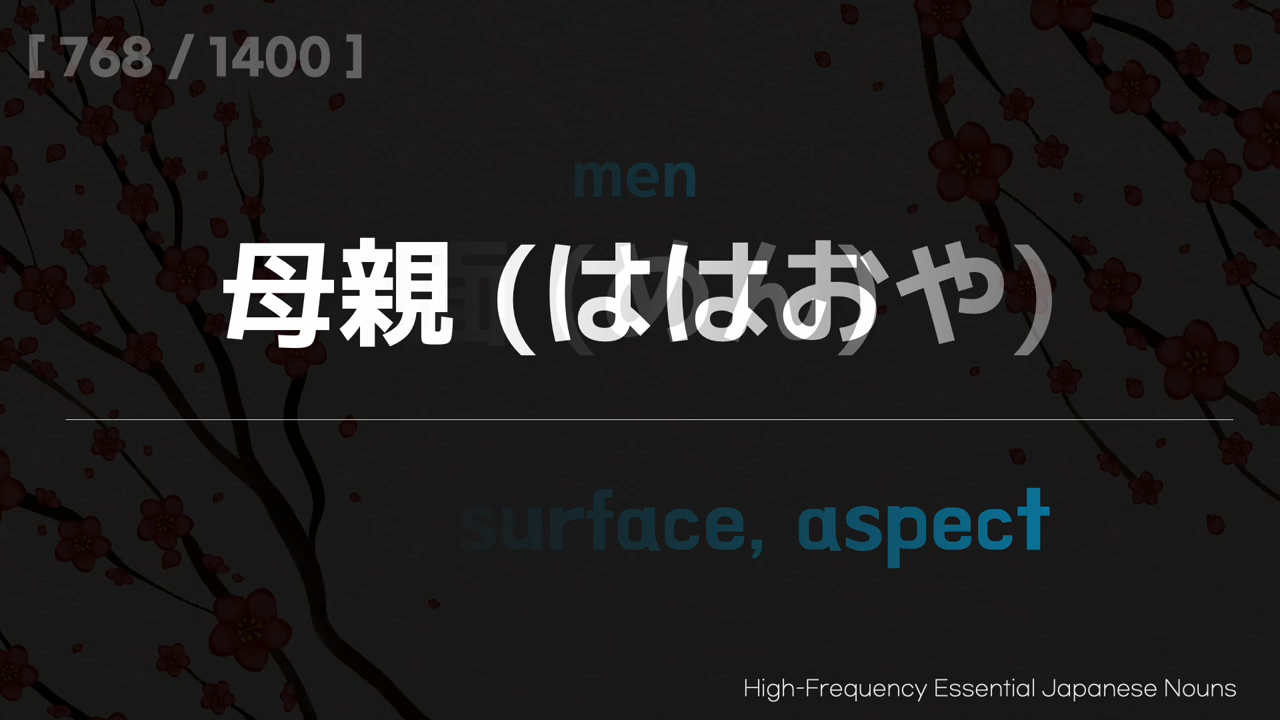 [ 768 / 1400 ]
men
母親 (ははおや)
surface, aspect
High-Frequency Essential Japanese Nouns